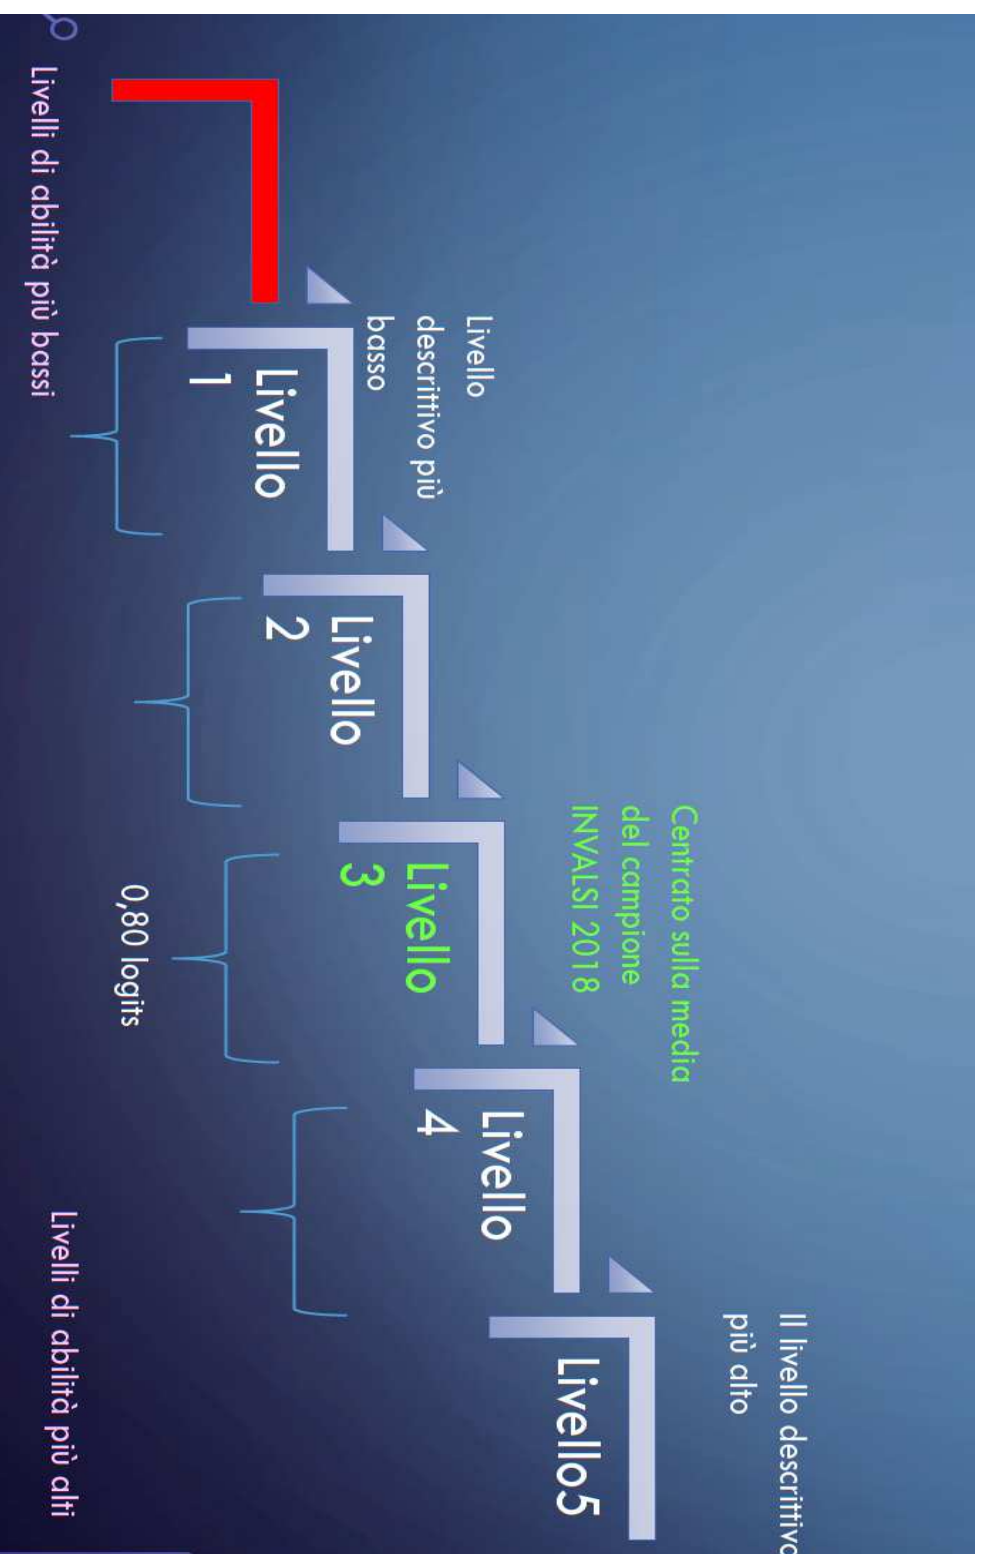 Livello
descrittivo più
basso
Livello
1
Livello
2
Centrato sulla media
del campione
INVALSI 2018
Livello
3
0,80 logits
Livello
4
Il livello descrittivo
più alto
Livello5
Livelli di abilità più bassi
Livelli di abilità più alti